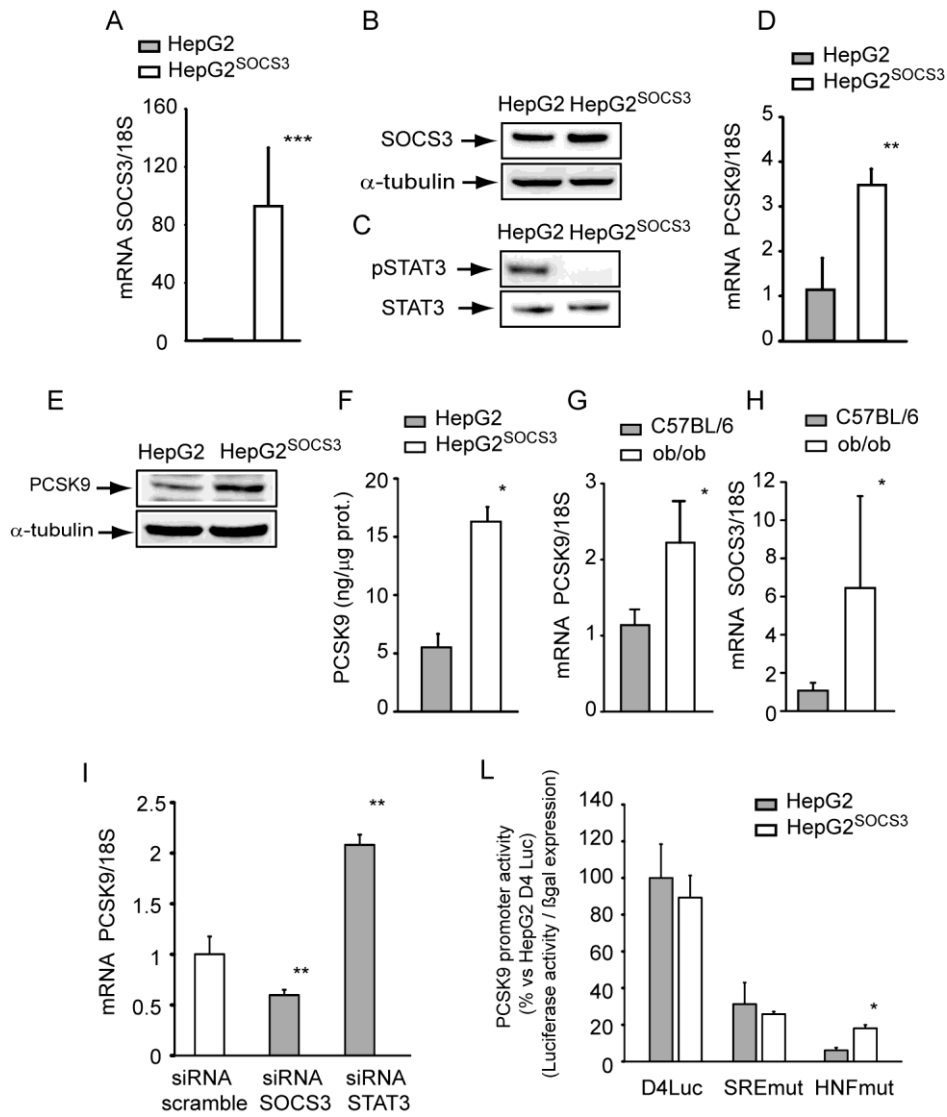 A
HepG2
HepG2SOCS3
160
120
80
40
0
mRNA SOCS3/18S
***
B
HepG2 HepG2SOCS3
SOCS3
α-tubulin
C
HepG2 HepG2SOCS3
pSTAT3
STAT3
D
HepG2
HepG2SOCS3
5
4
3
2
1
0
mRNA PCSK9/18S
**
E
HepG2 HepG2SOCS3
PCSK9
α-tubulin
F
HepG2
HepG2SOCS3
20
15
10
5
0
PCSK9 (ng/µg prot.)
*
G
C57BL/6
ob/ob
3
2
1
0
mRNA PCSK9/18S
*
H
C57BL/6
ob/ob
12
10
8
6
4
2
0
mRNA SOCS3/18S
*
I
2.5
2
1.5
1
0.5
0
mRNA PCSK9/18S
**
**
siRNA siRNA siRNA
scramble SOCS3 STAT3
L
HepG2
HepG2SOCS3
140
120
100
80
60
40
20
0
PCSK9 promoter activity
(% vs HepG2 D4 Luc)
(Luciferase activity / ßgal expression)
*
D4Luc SREmut HNFmut